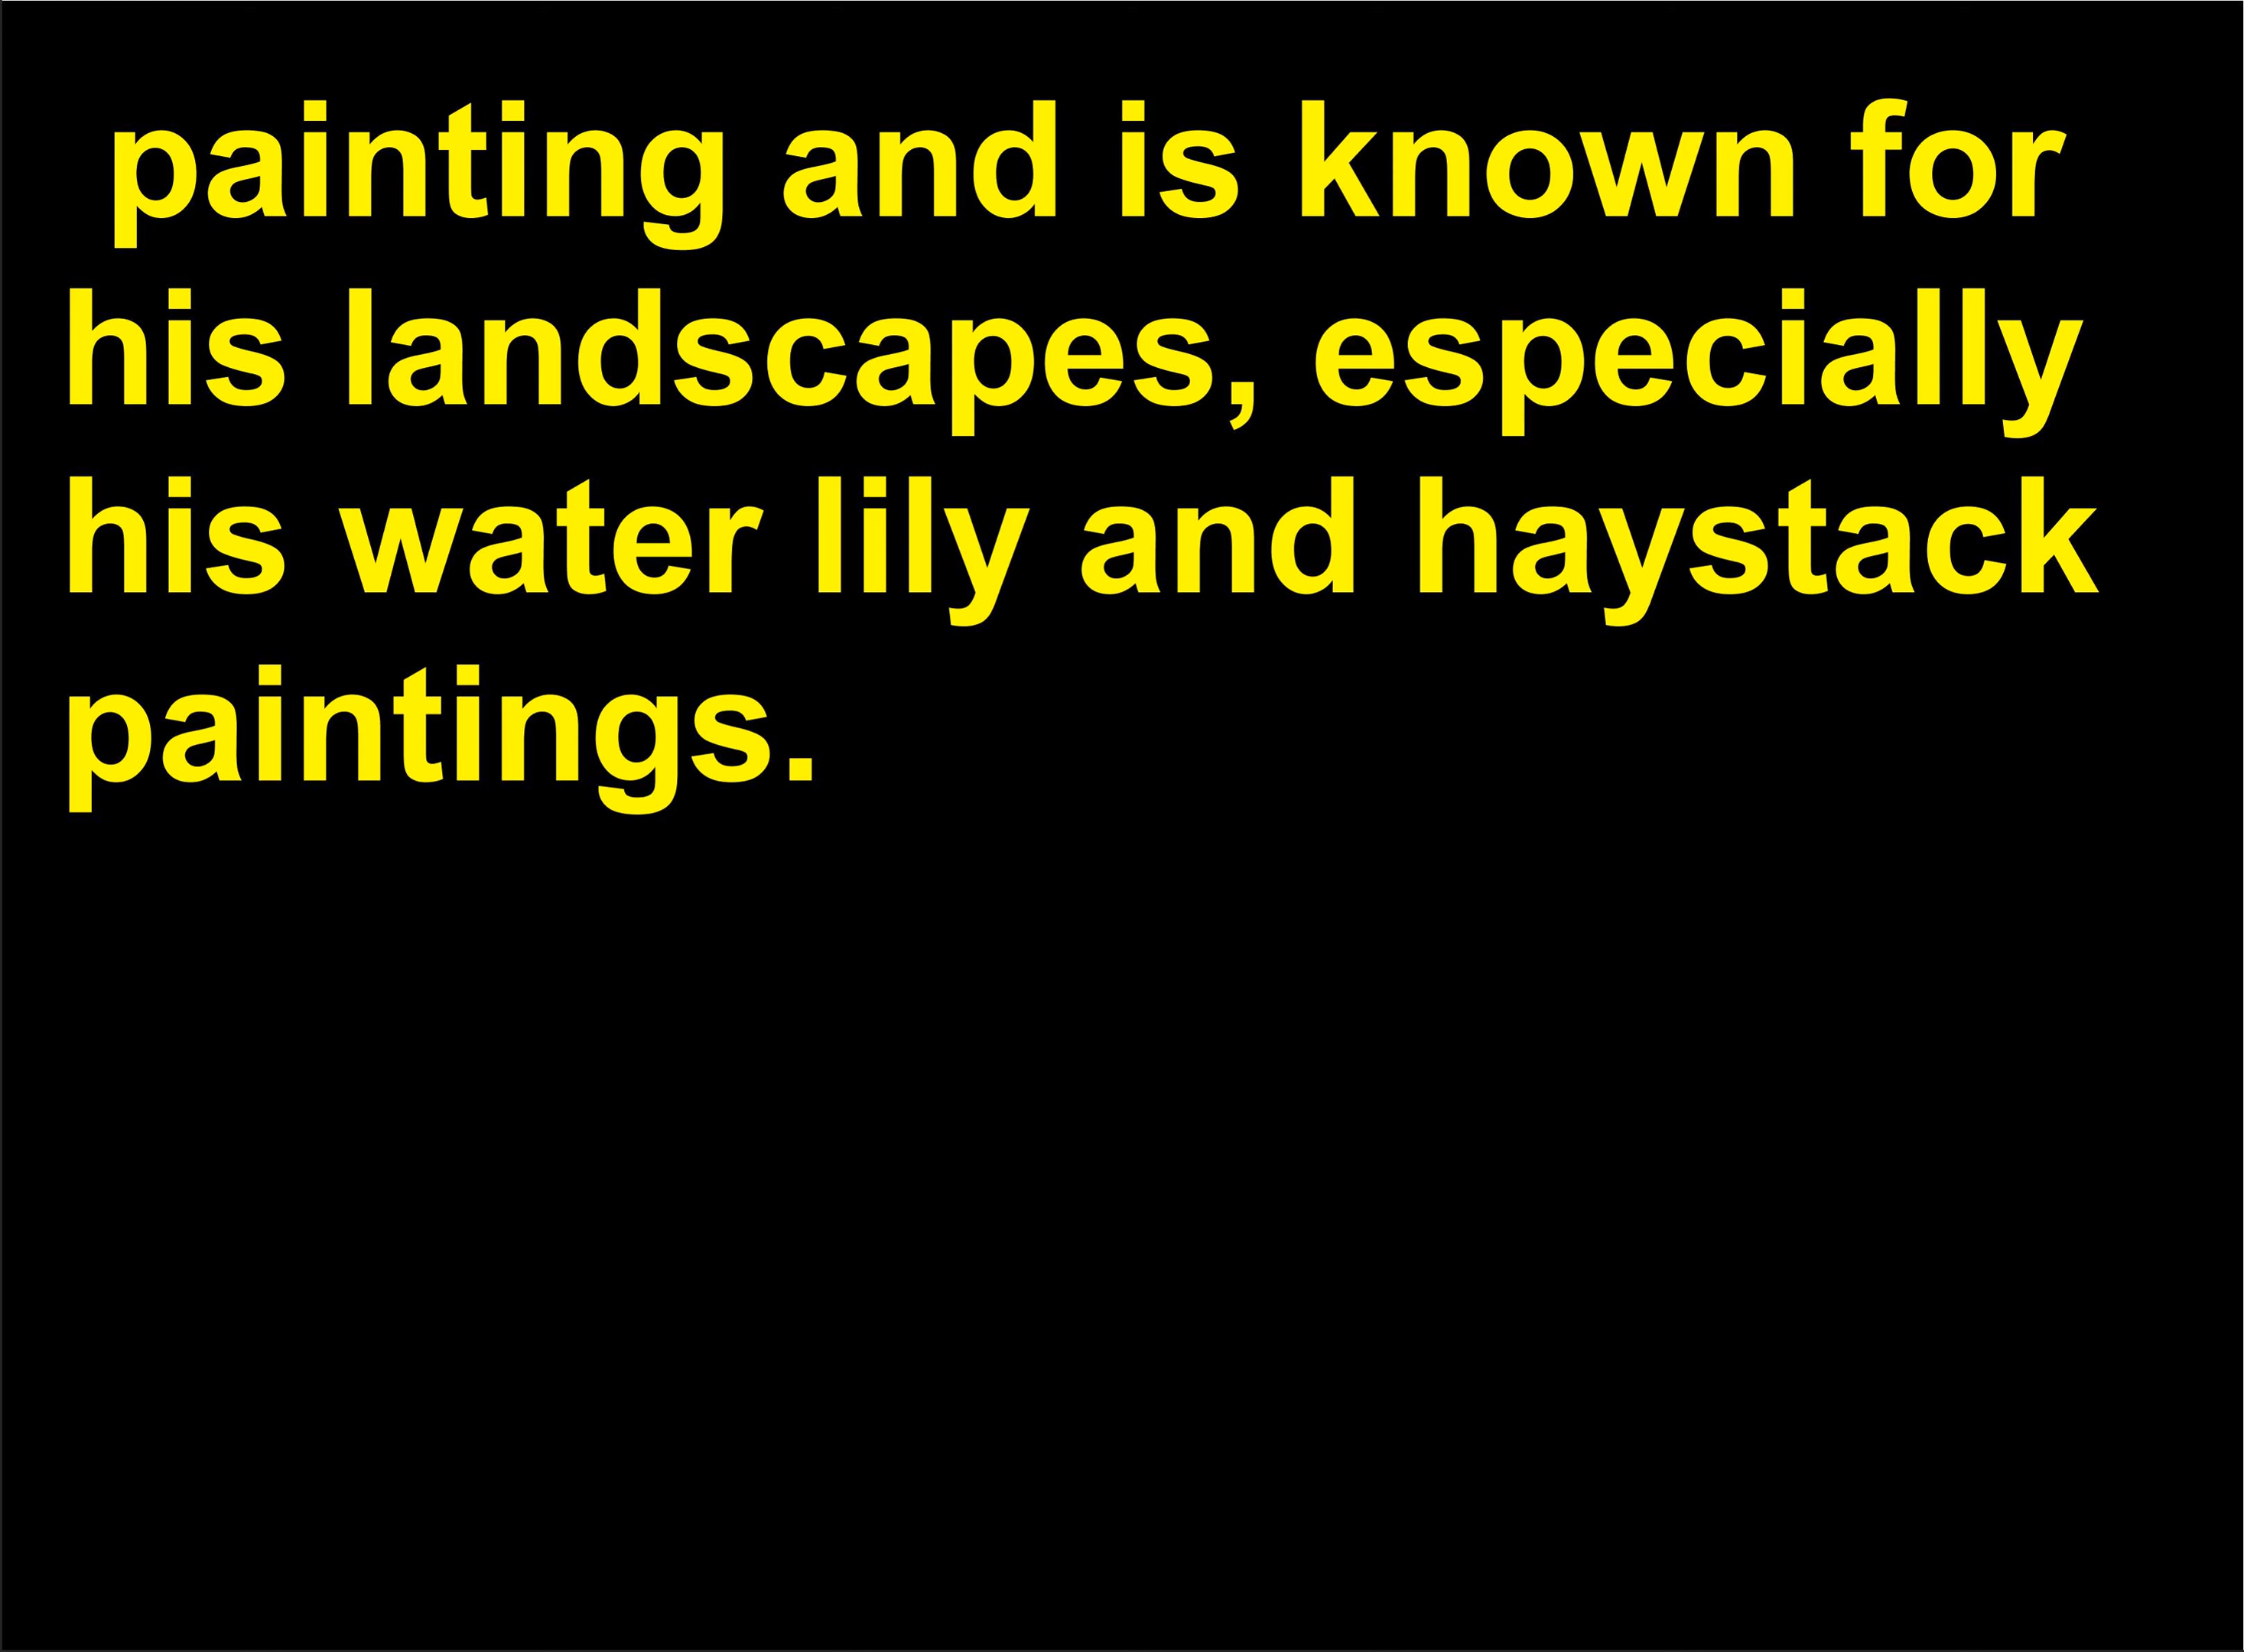 painting and is known for
his landscapes, especially
his water lily and haystack
paintings.